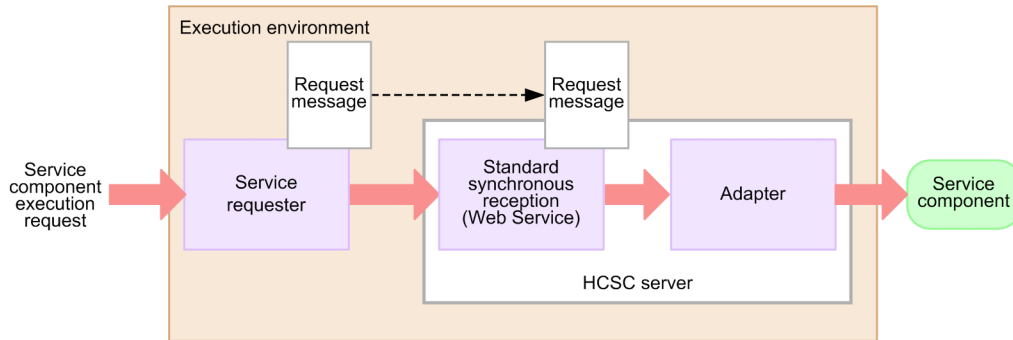 Execution environment
Request
message
Request
message
Service
component
execution
request
Service
requester
Standard
synchronous
reception
(Web Service)
Adapter
Service
component
HCSC server